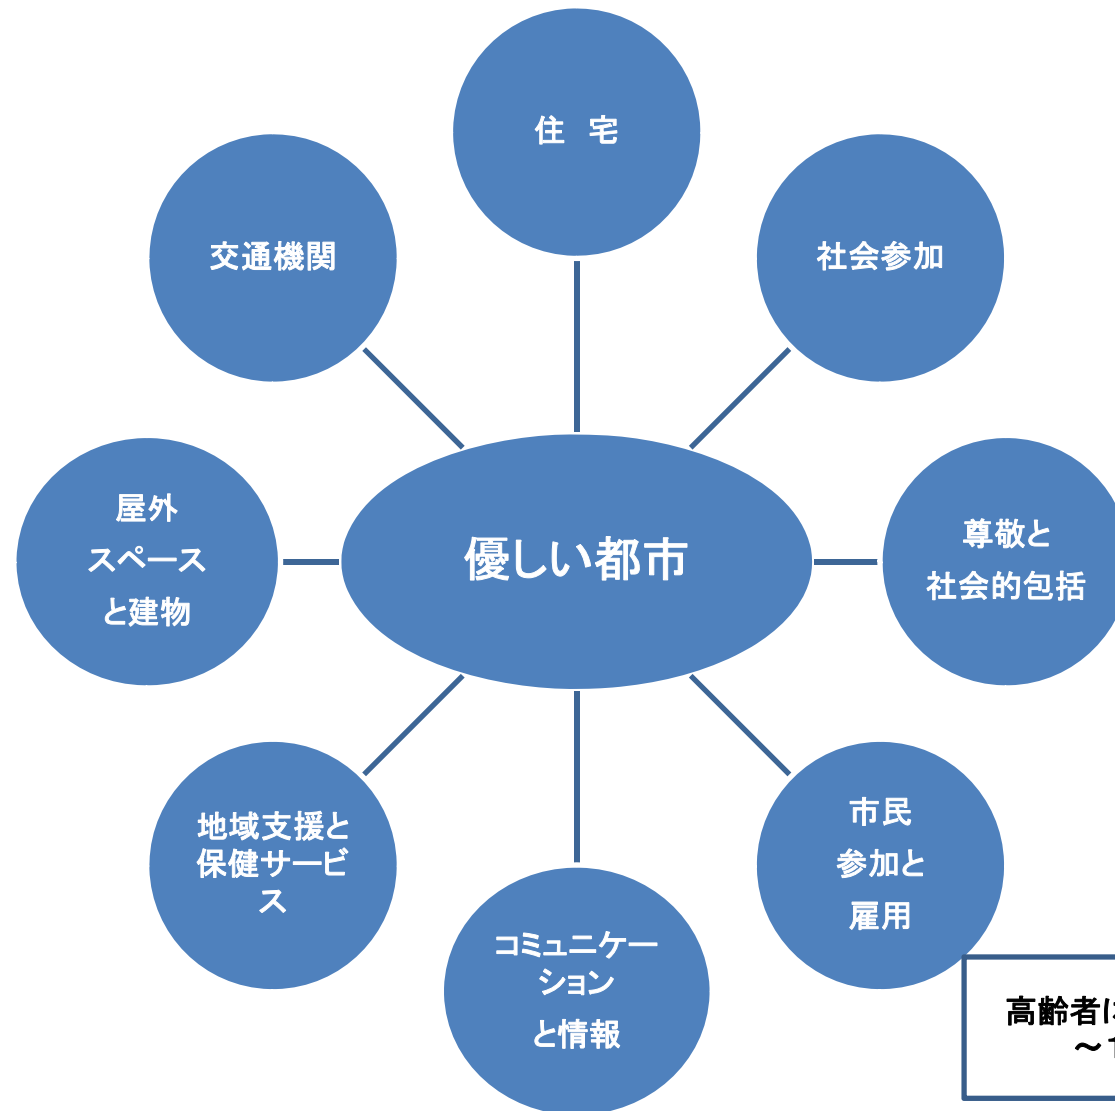 住　宅
交通機関
社会参加
屋外
スペース
と建物
優しい都市
尊敬と
社会的包括
地域支援と
保健サービ
ス
市民
参加と
雇用
コミュニケー
ション
と情報
高齢者に
～1